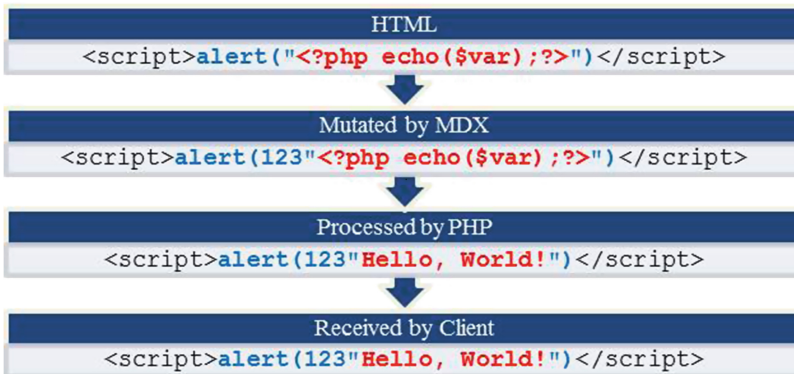 HTML
<script>alert("<?php echo($var);?>")</script>
Mutated by MDX
<script>alert(123"<?php echo($var);?>")</script>
Processed by PHP
<script>alert(123"Hello, World!")</script>
Received by Client
<script>alert(123"Hello, World!")</script>